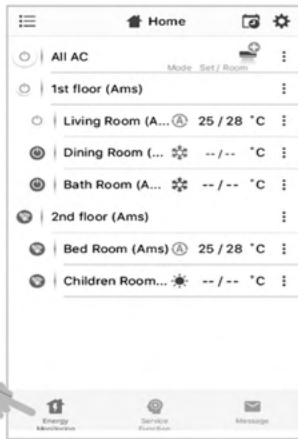 Home
All AC
Mode Set / Room
1st floor (Ams)
Living Room (A... A 25 / 28 °C
Dining Room (... -- / -- °C
Bath Room (A... -- / -- °C
2nd floor (Ams)
Bed Room (Ams) A 25 / 28 °C
Children Room... -- / -- °C
Energy Monitoring
Service Function
Message